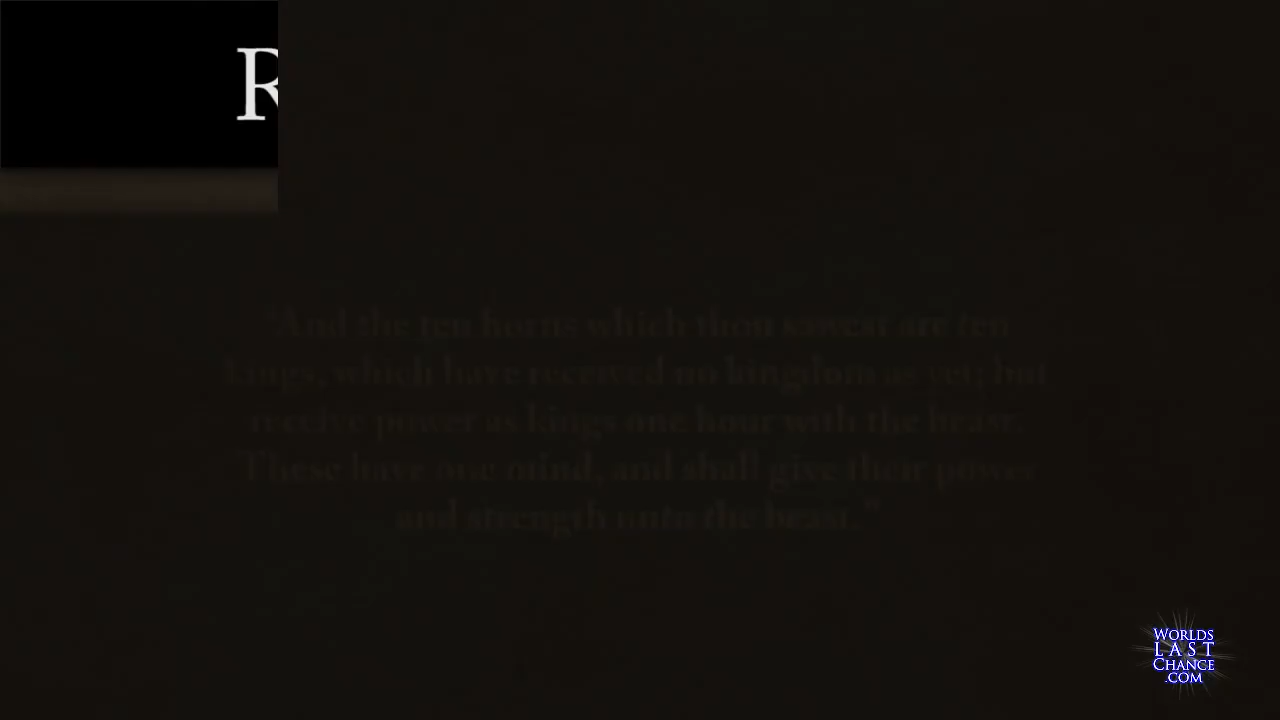 R
"And the ten horns which thou sawest are ten
kings, which have received no kingdom as yet; but
receive power as kings one hour with the beast.
These have one mind, and shall give their power
and strength unto the beast."
WORLDS
LAST
CHANCE
.COM